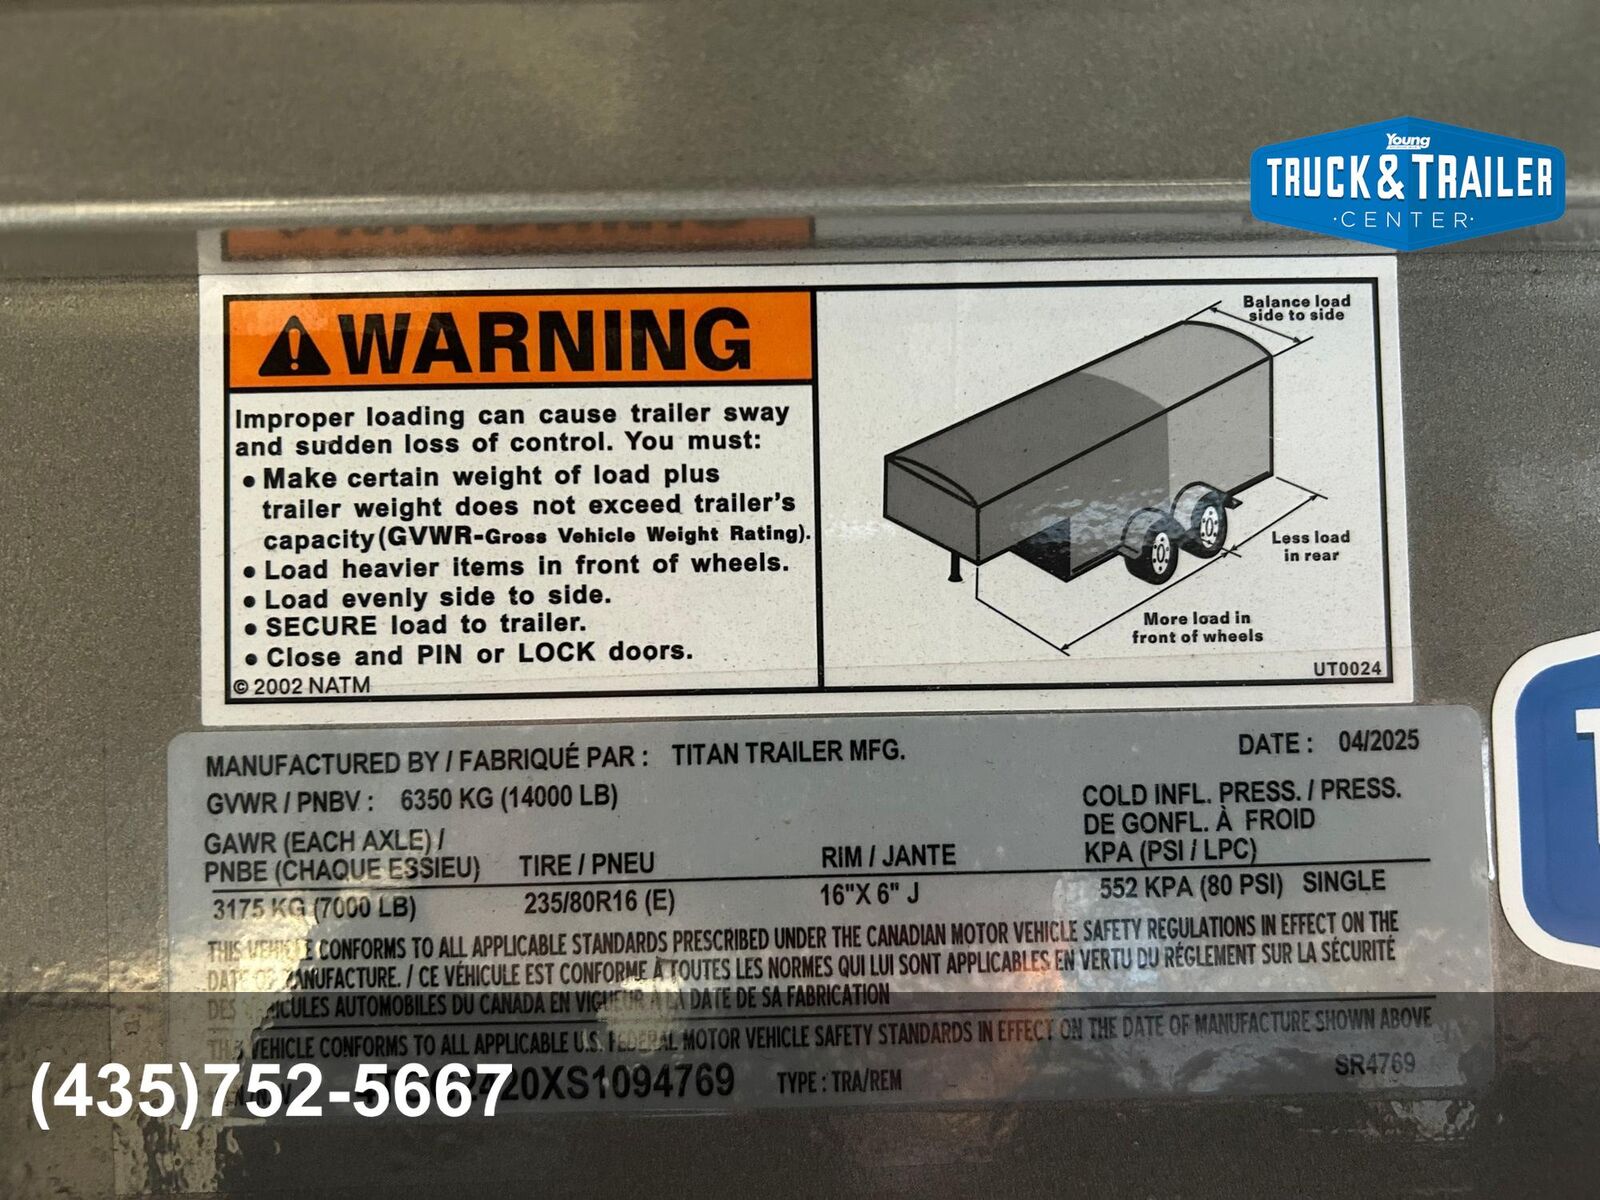 Young
TRUCK & TRAILER
·CENTER·
WARNING
Improper loading can cause trailer sway
and sudden loss of control. You must:
• Make certain weight of load plus
trailer weight does not exceed trailer's
capacity (GVWR-Gross Vehicle Weight Rating).
• Load heavier items in front of wheels.
• Load evenly side to side.
• SECURE load to trailer.
• Close and PIN or LOCK doors.
© 2002 NATM
Balance load
side to side
Less load
in rear
More load in
front of wheels
UT0024
MANUFACTURED BY / FABRIQUÉ PAR : TITAN TRAILER MFG. DATE : 04/2025
GVWR / PNBV : 6350 KG (14000 LB)
COLD INFL. PRESS. / PRESS.
DE GONFL. À FROID
KPA (PSI / LPC)
GAWR (EACH AXLE) /
PNBE (CHAQUE ESSIEU) TIRE / PNEU RIM / JANTE
3175 KG (7000 LB) 235/80R16 (E) 16"X 6" J 552 KPA (80 PSI) SINGLE
THIS VEHICLE CONFORMS TO ALL APPLICABLE STANDARDS PRESCRIBED UNDER THE CANADIAN MOTOR VEHICLE SAFETY REGULATIONS IN EFFECT ON THE
DATE OF MANUFACTURE. / CE VÉHICULE EST CONFORME À TOUTES LES NORMES QUI LUI SONT APPLICABLES EN VERTU DU RÉGLEMENT SUR LA SÉCURITÉ
DES VÉHICULES AUTOMOBILES DU CANADA EN VIGUEUR À LA DATE DE SA FABRICATION
THIS VEHICLE CONFORMS TO ALL APPLICABLE U.S. FEDERAL MOTOR VEHICLE SAFETY STANDARDS IN EFFECT ON THE DATE OF MANUFACTURE SHOWN ABOVE
TYPE : TRA/REM SR4769
(435)752-5667